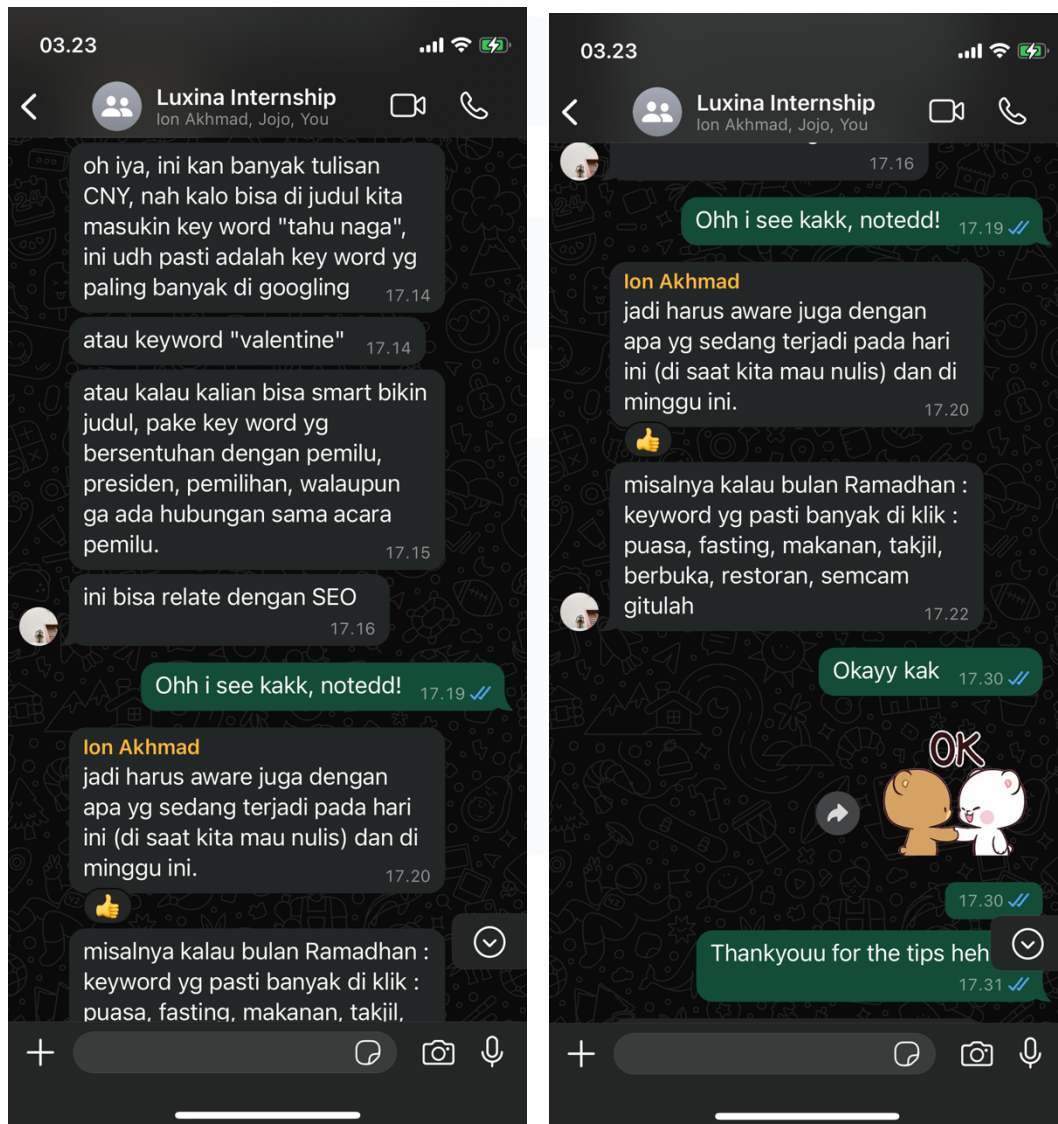 03.23
Luxina Internship
Ion Akhmad, Jojo, You
oh iya, ini kan banyak tulisan
CNY, nah kalo bisa di judul kita
masukin key word "tahu naga",
ini udh pasti adalah key word yg
paling banyak di googling
17.14
atau keyword "valentine"
17.14
atau kalau kalian bisa smart bikin
judul, pake key word yg
bersentuhan dengan pemilu,
presiden, pemilihan, walaupun
ga ada hubungan sama acara
pemilu.
17.15
ini bisa relate dengan SEO
17.16
Ohh i see kakk, notedd!
17.19
Ion Akhmad
jadi harus aware juga dengan
apa yg sedang terjadi pada hari
ini (di saat kita mau nulis) dan di
minggu ini.
17.20
misalnya kalau bulan Ramadhan :
keyword yg pasti banyak di klik :
puasa, fasting, makanan, takjil,
03.23
Luxina Internship
Ion Akhmad, Jojo, You
17.16
Ohh i see kakk, notedd!
17.19
Ion Akhmad
jadi harus aware juga dengan
apa yg sedang terjadi pada hari
ini (di saat kita mau nulis) dan di
minggu ini.
17.20
misalnya kalau bulan Ramadhan :
keyword yg pasti banyak di klik :
puasa, fasting, makanan, takjil,
berbuka, restoran, semcam
gitulah
17.22
Okayy kak
17.30
OK
17.30
Thankyouu for the tips heh
17.31